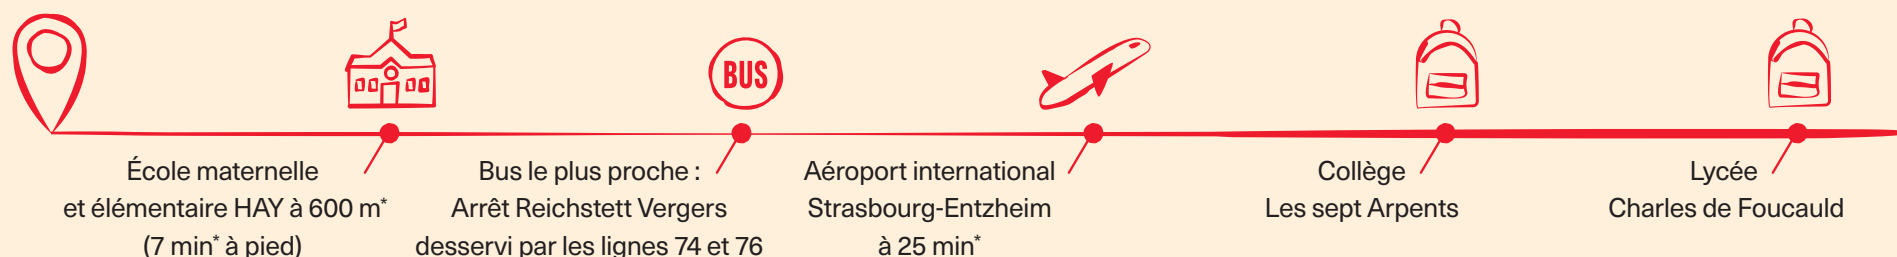 BUS
École maternelle
et élémentaire HAY à 600 m*
(7 min* à pied)
Bus le plus proche :
Arrêt Reichstett Vergers
desservi par les lignes 74 et 76
Aéroport international
Strasbourg-Entzheim
à 25 min*
Collège
Les sept Arpents
Lycée
Charles de Foucauld